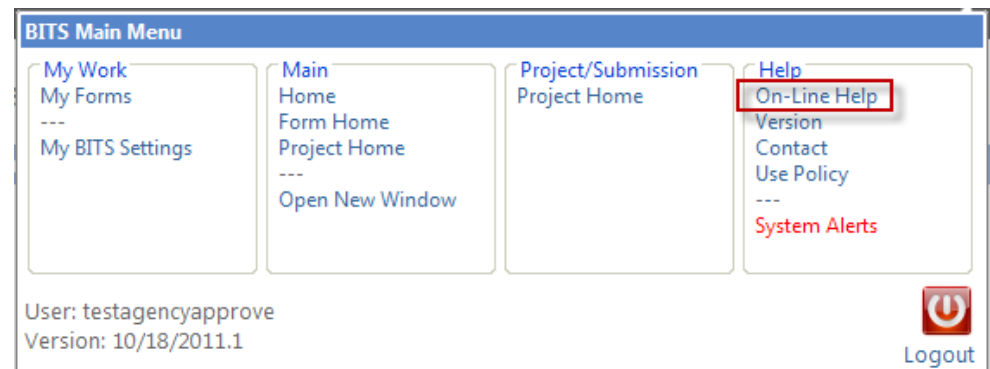 BITS Main Menu
My Work
My Forms
---
My BITS Settings
Main
Home
Form Home
Project Home
---
Open New Window
Project/Submission
Project Home
Help
On-Line Help
Version
Contact
Use Policy
---
System Alerts
User: testagencyapprove
Version: 10/18/2011.1
Logout